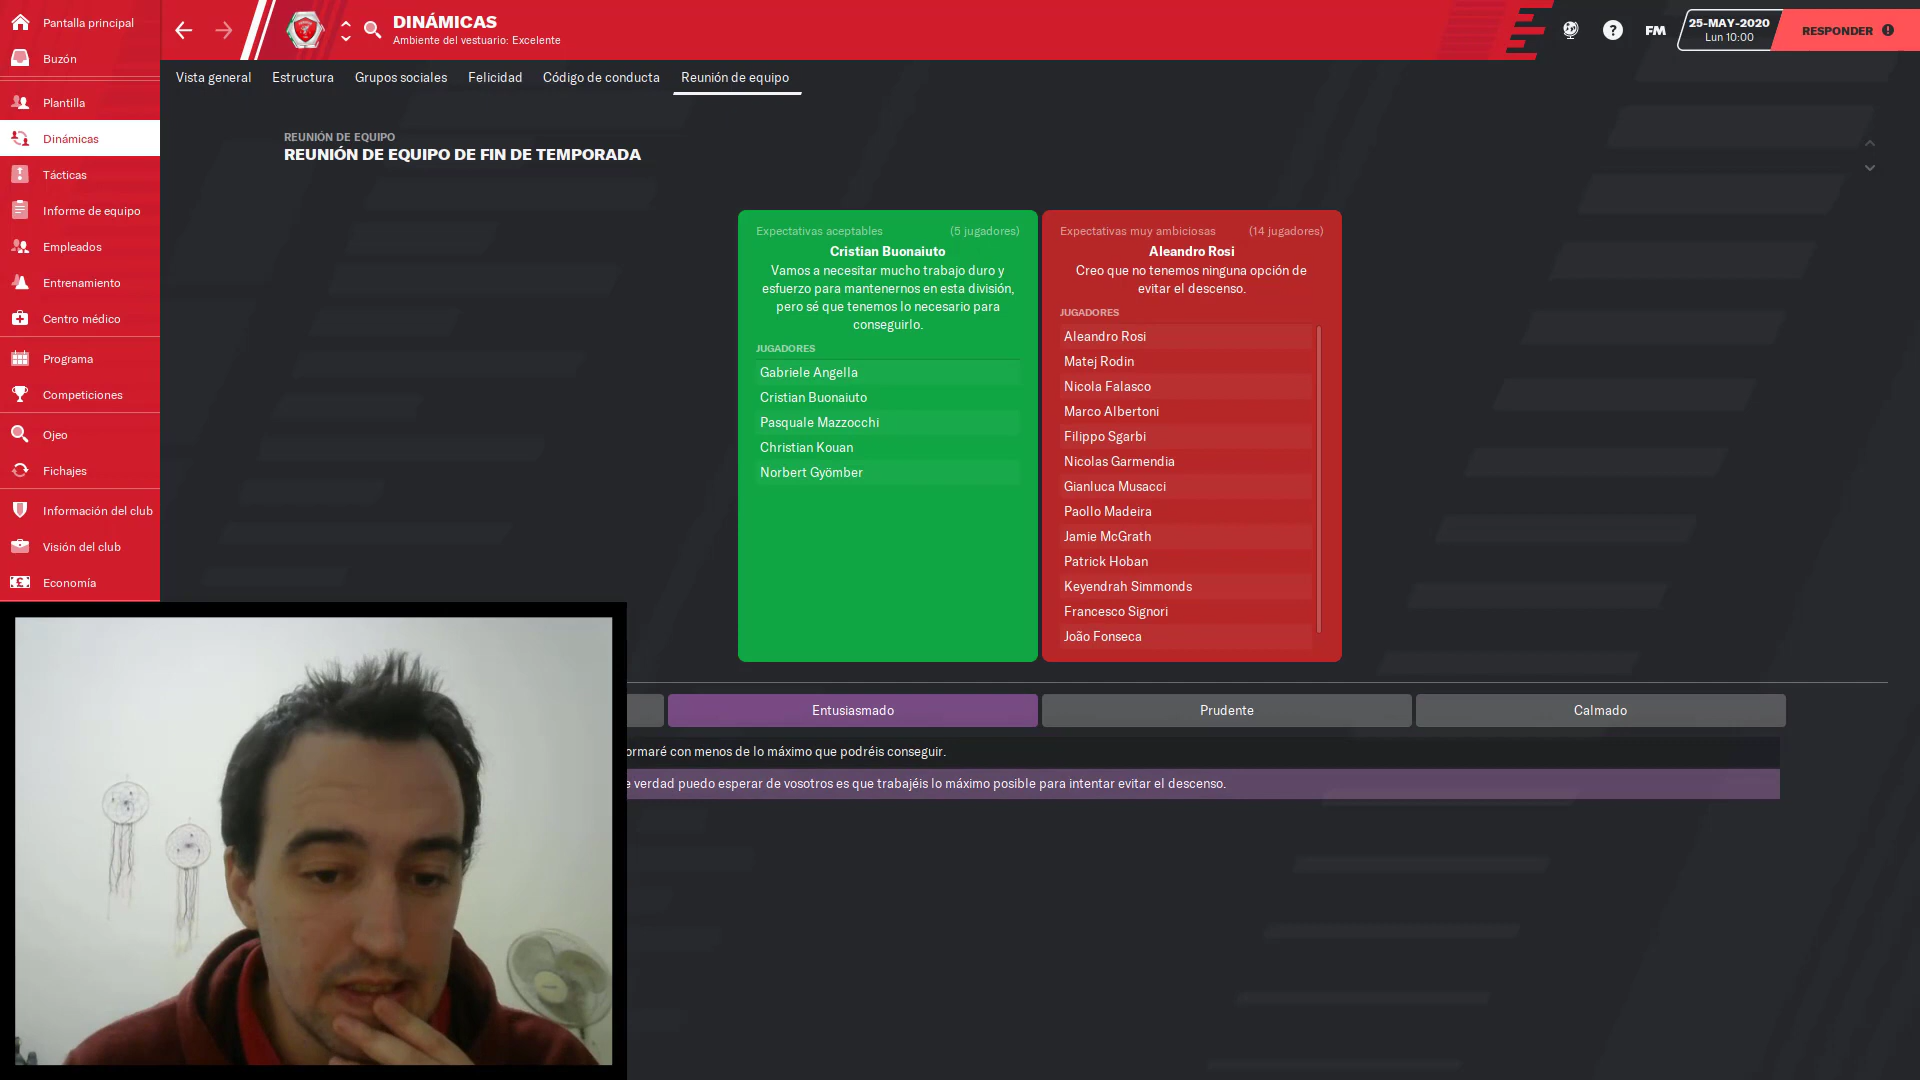 Pantalla principal
Buzón
Plantilla
Dinámicas
Tácticas
Informe de equipo
Empleados
Entrenamiento
Centro médico
Programa
Competiciones
Ojeo
Fichajes
Información del club
Visión del club
Economía
DINÁMICAS
Ambiente del vestuario: Excelente
FM
25-MAY-2020
Lun 10:00
RESPONDER
Vista general
Estructura
Grupos sociales
Felicidad
Código de conducta
Reunión de equipo
REUNIÓN DE EQUIPO
REUNIÓN DE EQUIPO DE FIN DE TEMPORADA
Expectativas aceptables (5 jugadores)
Cristian Buonaiuto
Vamos a necesitar mucho trabajo duro y
esfuerzo para mantenernos en esta división,
pero sé que tenemos lo necesario para
conseguirlo.
JUGADORES
Gabriele Angella
Cristian Buonaiuto
Pasquale Mazzocchi
Christian Kouan
Norbert Gyömber
Expectativas muy ambiciosas (14 jugadores)
Aleandro Rosi
Creo que no tenemos ninguna opción de
evitar el descenso.
JUGADORES
Aleandro Rosi
Matej Rodin
Nicola Falasco
Marco Albertoni
Filippo Sgarbi
Nicolas Garmendia
Gianluca Musacci
Paollo Madeira
Jamie McGrath
Patrick Hoban
Keyendrah Simmonds
Francesco Signori
João Fonseca
Entusiasmado
Prudente
Calmado
ormaré con menos de lo máximo que podréis conseguir.
verdad puedo esperar de vosotros es que trabajéis lo máximo posible para intentar evitar el descenso.